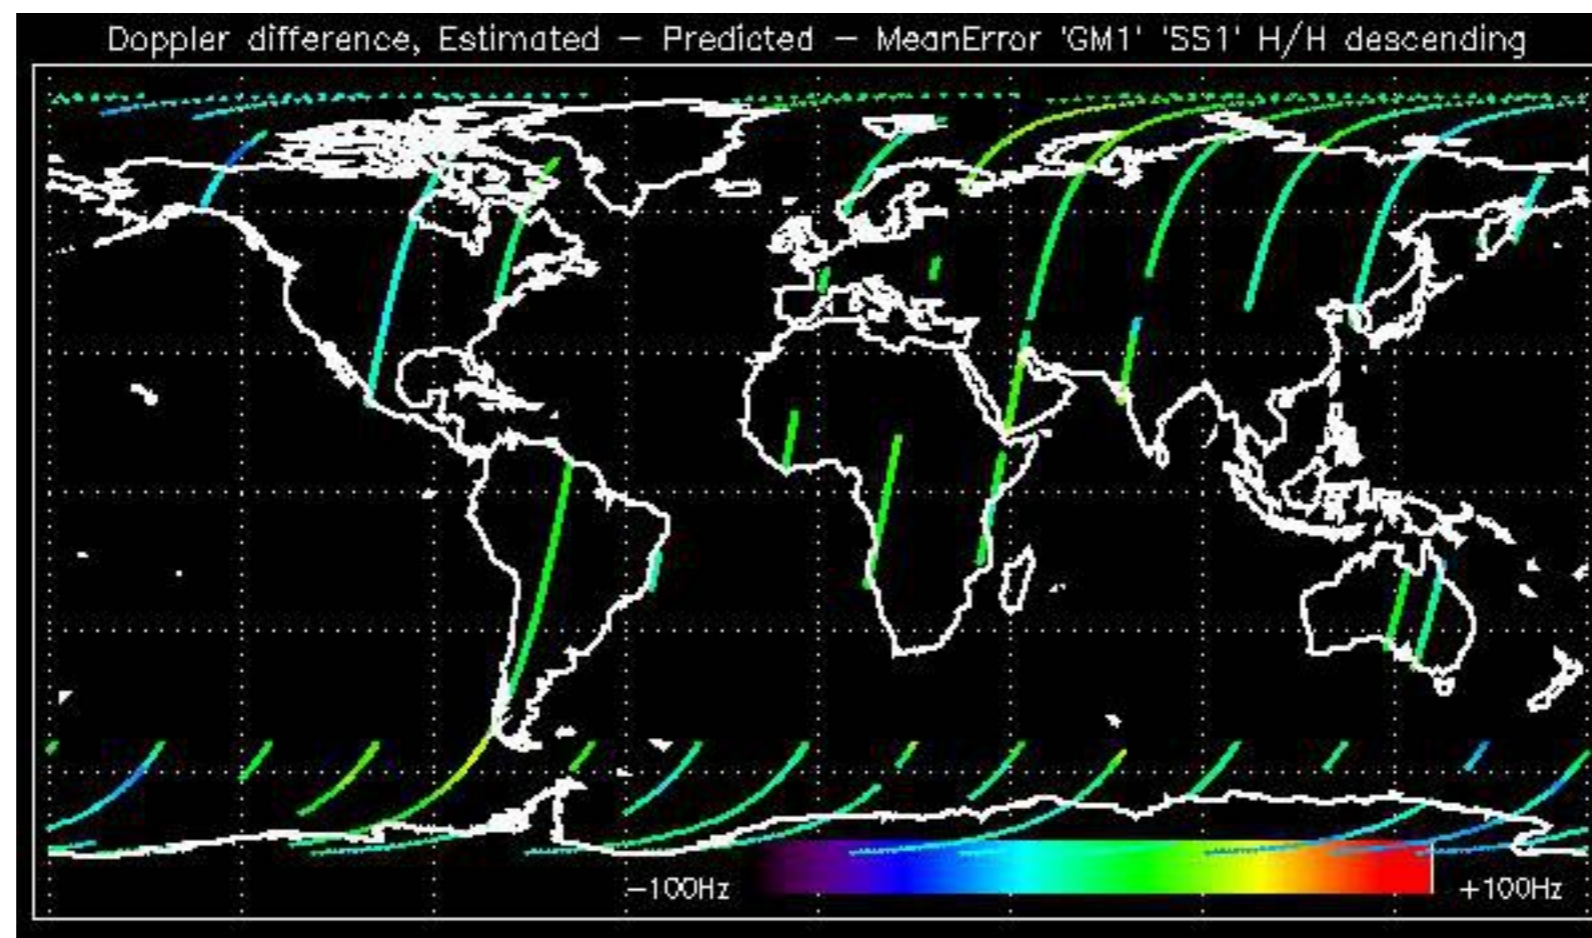 Doppler difference, Estimated – Predicted – MeanError 'GM1' 'SS1' H/H descending
-100Hz
+100Hz